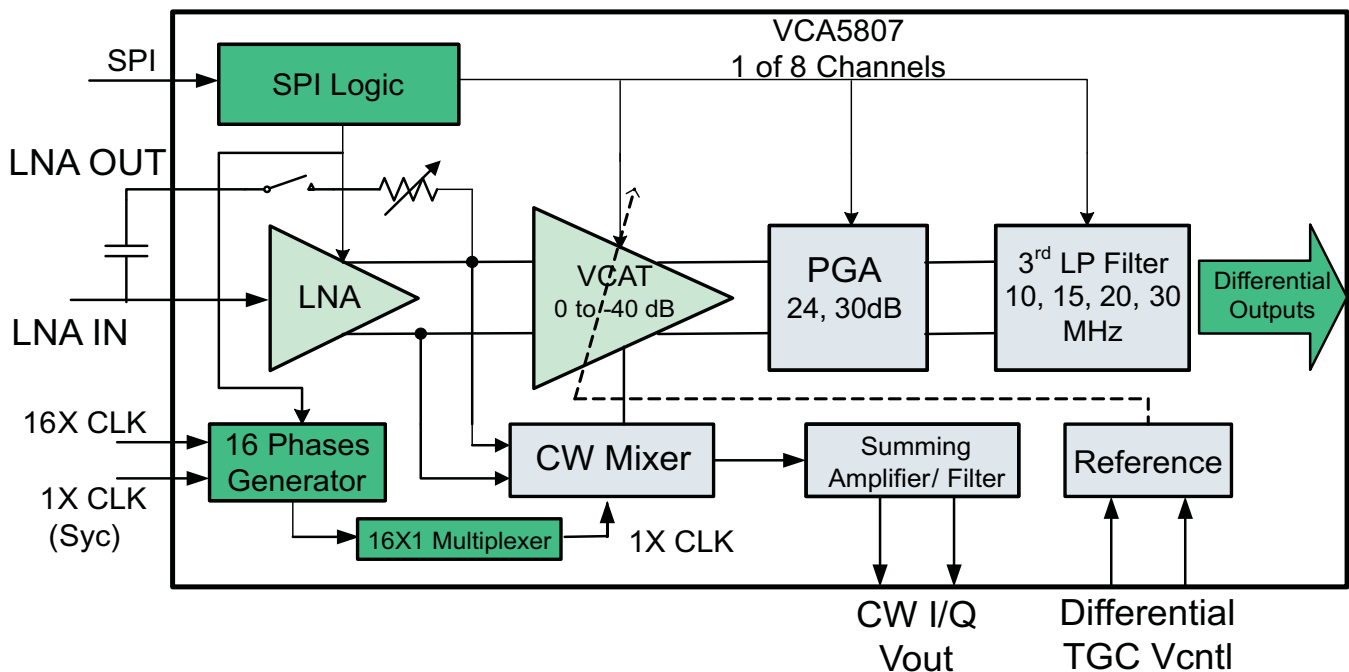 VCA5807
1 of 8 Channels
SPI
SPI Logic
LNA OUT
LNA IN
LNA
VCAT
0 to -40 dB
PGA
24, 30dB
3rd LP Filter
10, 15, 20, 30
MHz
Differential
Outputs
16X CLK
1X CLK
(Syc)
16 Phases
Generator
CW Mixer
Summing
Amplifier/ Filter
Reference
16X1 Multiplexer
1X CLK
CW I/Q
Vout
Differential
TGC Vcntl